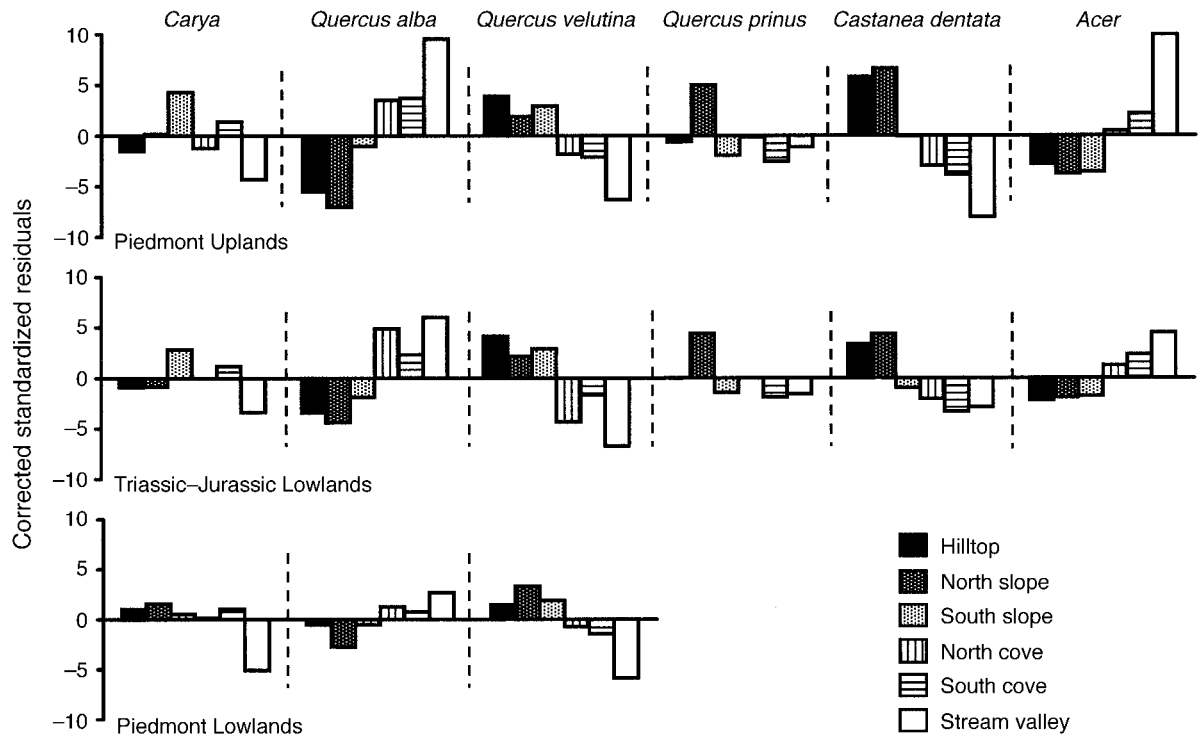 Carya Quercus alba Quercus velutina Quercus prinus Castanea dentata Acer
Corrected standardized residuals
10
5
0
−5
−10
Piedmont Uplands
10
5
0
−5
−10
Triassic–Jurassic Lowlands
10
5
0
−5
−10
Piedmont Lowlands
Hilltop
North slope
South slope
North cove
South cove
Stream valley